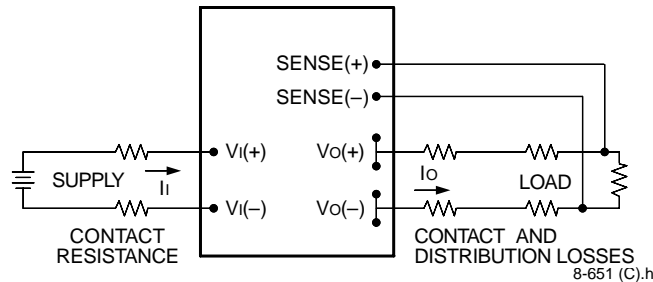 SENSE(+)
SENSE(–)
VI(+)
VO(+)
IO
SUPPLY
II
LOAD
VI(–)
VO(–)
CONTACT
RESISTANCE
CONTACT AND
DISTRIBUTION LOSSES
8-651 (C).h